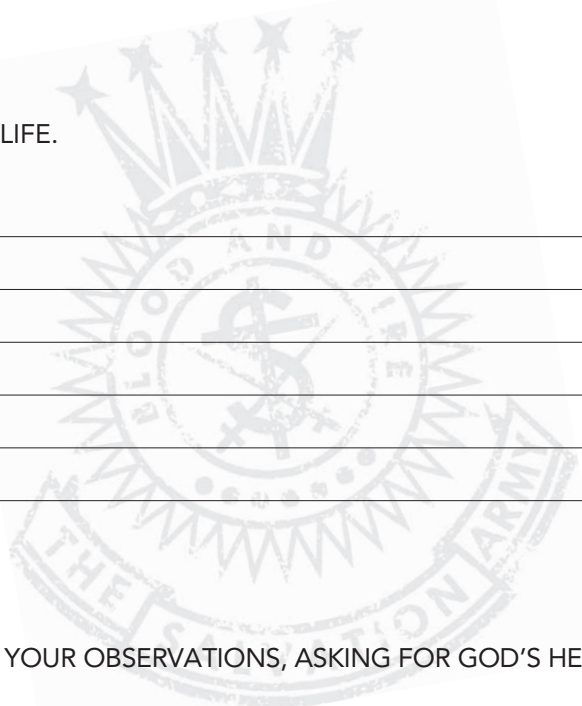 LIFE.
BLOOD AND FIRE
THE SALVATION ARMY
YOUR OBSERVATIONS, ASKING FOR GOD'S HE